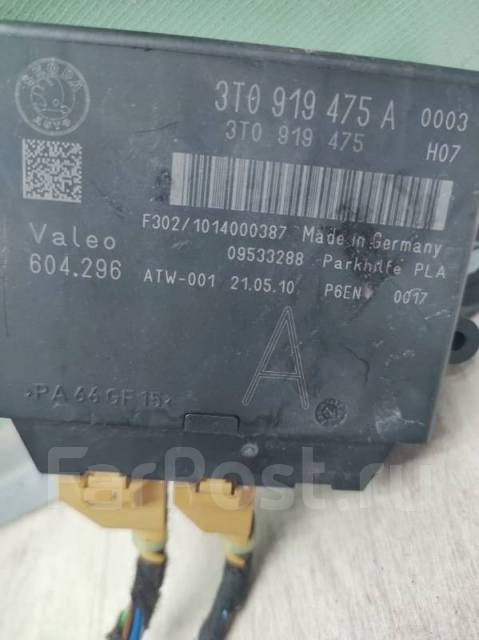 3T0 919 475 A 0003
3T0 919 475 H07
F302/1014000387 Made in Germany
Valeo 09533288 Parkhilfe PLA
604.296 ATW-001 21.05.10 P6EN 0017
A
>PA 66 GF 15<
FarPost.ru